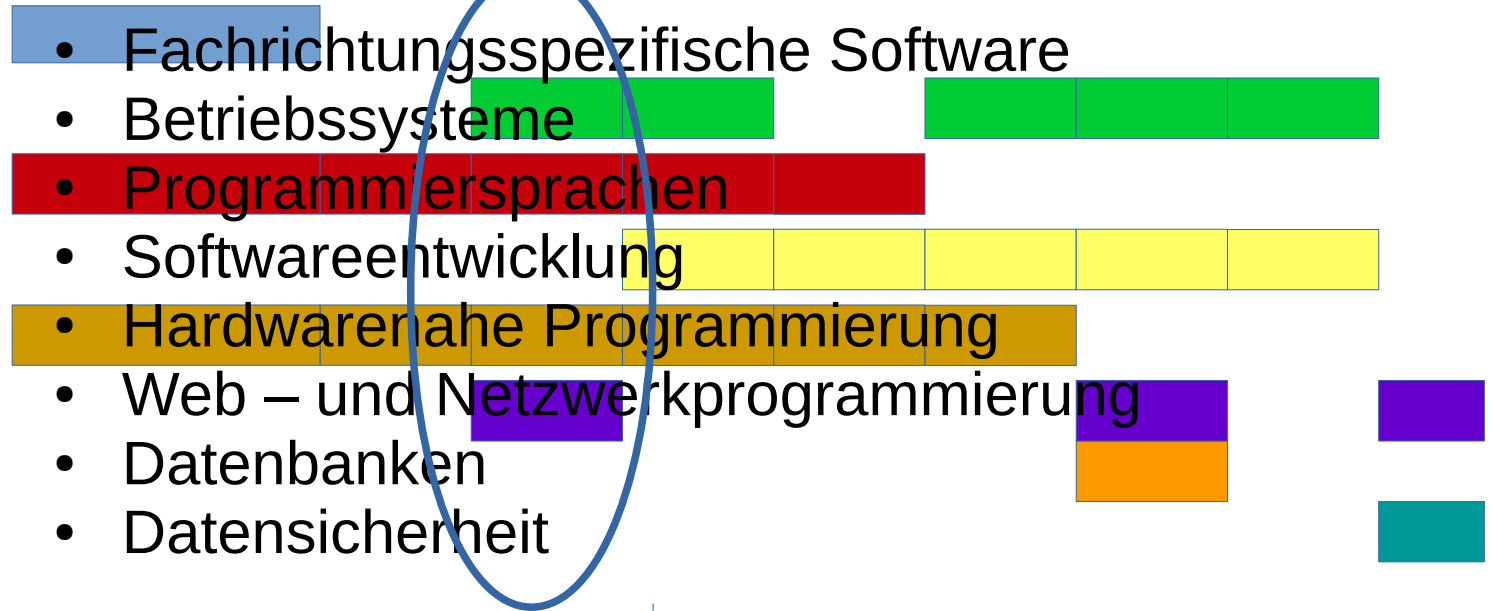 • Fachrichtungsspezifische Software
• Betriebssysteme
• Programmiersprachen
• Softwareentwicklung
• Hardwarenahe Programmierung
• Web – und Netzwerkprogrammierung
• Datenbanken
• Datensicherheit